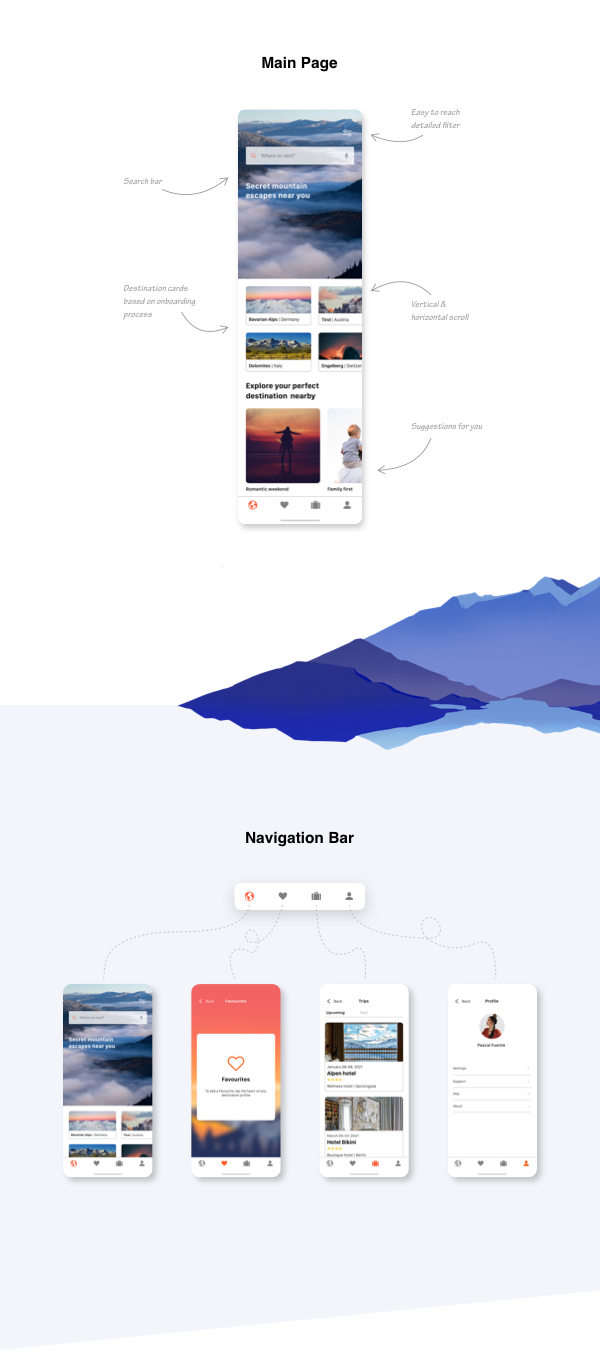 Main Page
Easy to reach
detailed filter
Where to next?
Search bar
Secret mountain
escapes near you
Destination cards
based on onboarding
process
Vertical &
horizontal scroll
Bavarian Alps | Germany
Tirol | Austria
Dolomites | Italy
Engelberg | Switzer
Explore your perfect
destination nearby
Suggestions for you
Romantic weekend
Family first
Navigation Bar
Where to next?
Secret mountain
escapes near you
Bavarian Alps | Germany
Tirol | Austria
Back
Favourites
Favourites
To add a favourite, tap the heart on any
destination profile
Back
Trips
Upcoming
Past
January 06-08, 2021
Alpen hotel
Wellness hotel | Spitzingsee
March 05-07, 2021
Hotel Bikini
Boutique hotel | Berlin
Back
Profile
Pascal Fuente
Settings
Support
FAQ
About